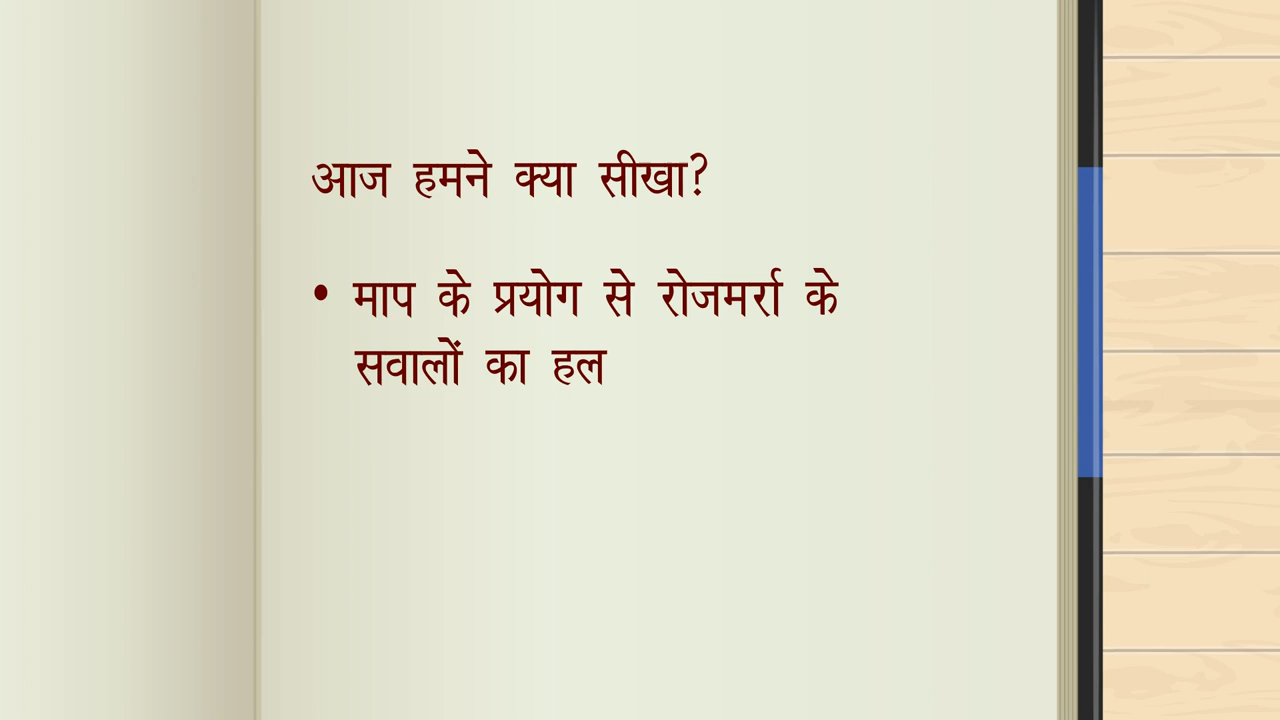 आज हमने क्या सीखा?
• माप के प्रयोग से रोजमर्रा के
सवालों का हल